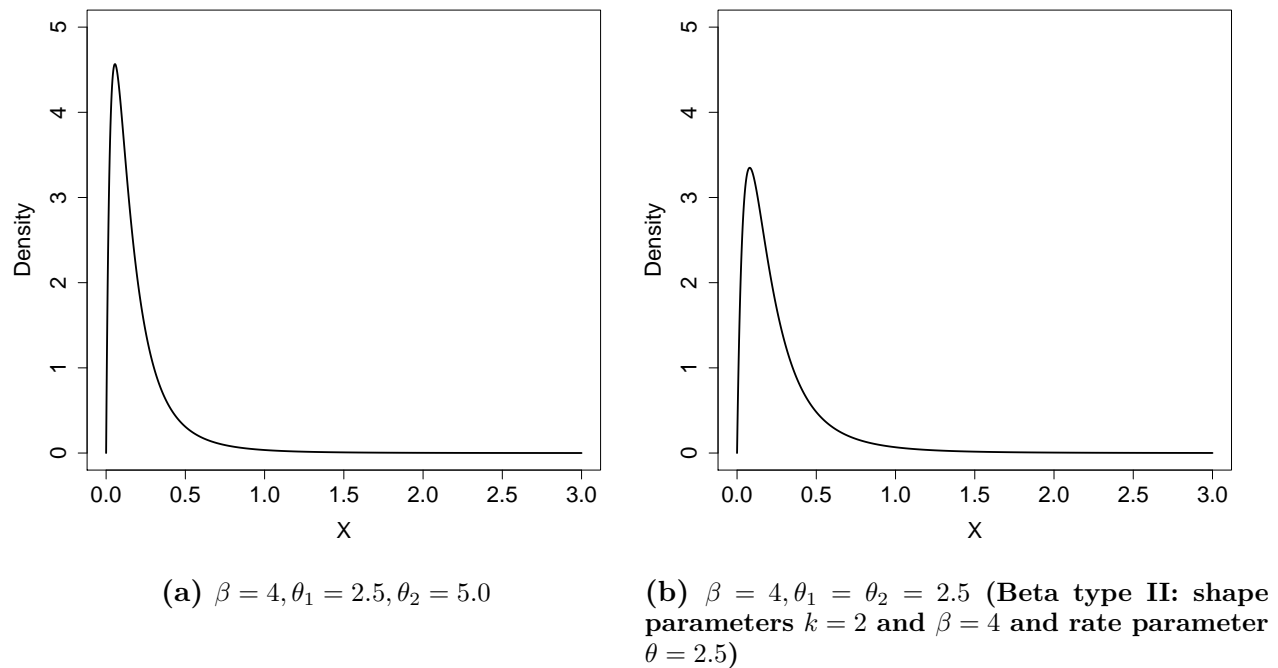 5
4
3
2
1
0
Density
0.0 0.5 1.0 1.5 2.0 2.5 3.0
X
(a) β = 4, θ₁ = 2.5, θ₂ = 5.0
5
4
3
2
1
0
Density
0.0 0.5 1.0 1.5 2.0 2.5 3.0
X
(b) β = 4, θ₁ = θ₂ = 2.5 (Beta type II: shape
parameters k = 2 and β = 4 and rate parameter
θ = 2.5)